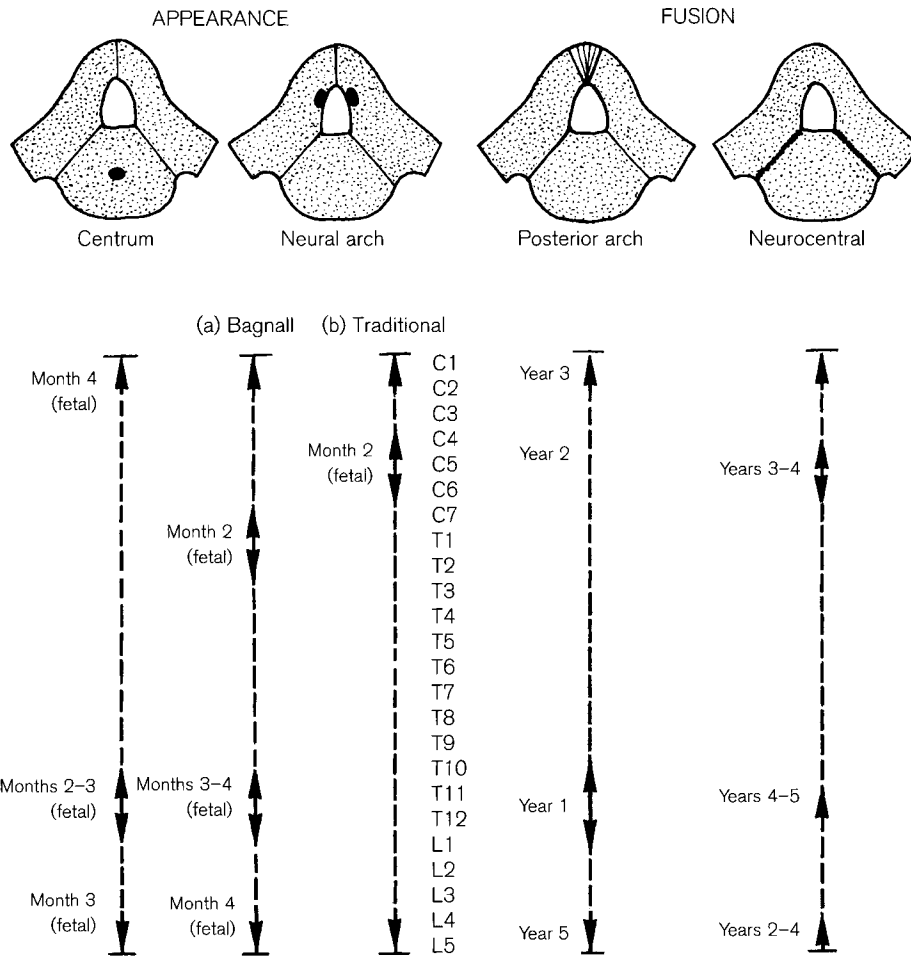 APPEARANCE
FUSION
Centrum
Neural arch
Posterior arch
Neurocentral
(a) Bagnall
(b) Traditional
Month 4
(fetal)
Months 2–3
(fetal)
Month 3
(fetal)
Month 2
(fetal)
Months 3–4
(fetal)
Month 4
(fetal)
Month 2
(fetal)
C1
C2
C3
C4
C5
C6
C7
T1
T2
T3
T4
T5
T6
T7
T8
T9
T10
T11
T12
L1
L2
L3
L4
L5
Year 3
Year 2
Year 1
Year 5
Years 3–4
Years 4–5
Years 2–4